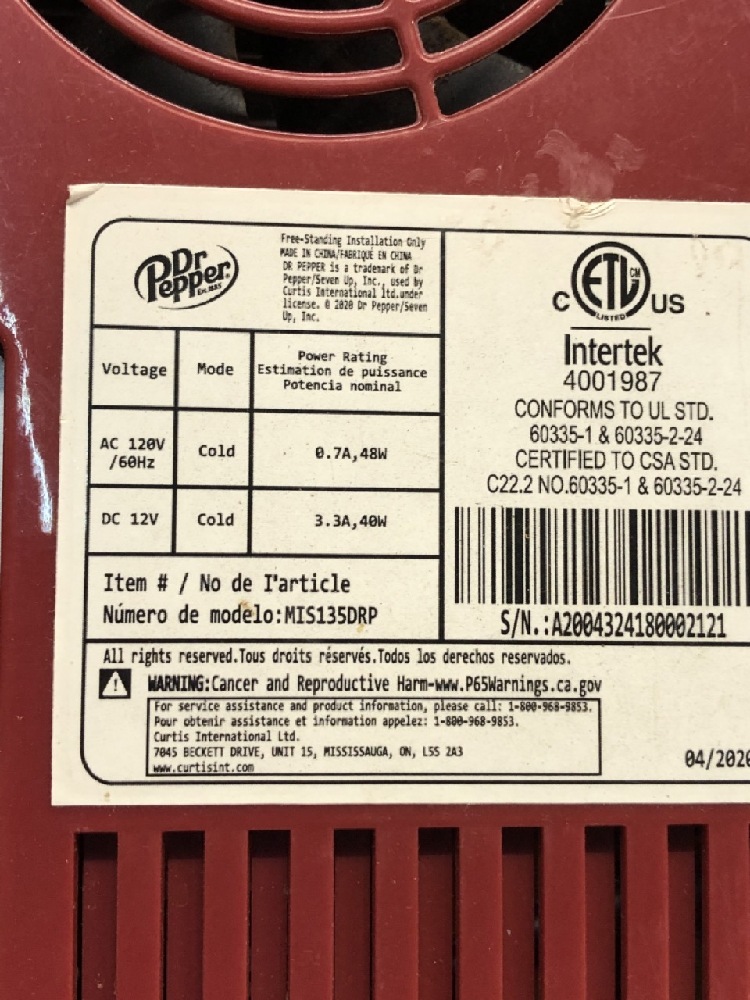 Dr
Pepper
Est. 1885
Free-Standing Installation Only
MADE IN CHINA/FABRIQUÉ EN CHINA
DR PEPPER is a trademark of Dr
Pepper/Seven Up, Inc., used by
Curtis International ltd.under
license. © 2020 Dr Pepper/Seven
Up, Inc.
Voltage Mode Power Rating
Estimation de puissance
Potencia nominal
AC 120V
/60Hz Cold 0.7A,48W
DC 12V Cold 3.3A,40W
Item # / No de I'article
Número de modelo:MIS135DRP
C ETL CM US
LISTED
Intertek
4001987
CONFORMS TO UL STD.
60335-1 & 60335-2-24
CERTIFIED TO CSA STD.
C22.2 NO.60335-1 & 60335-2-24
S/N.:A2004324180002121
All rights reserved.Tous droits réservés.Todos los derechos reservados.
WARNING:Cancer and Reproductive Harm-www.P65Warnings.ca.gov
For service assistance and product information, please call: 1-800-968-9853.
Pour obtenir assistance et information appelez: 1-800-968-9853.
Curtis International Ltd.
7045 BECKETT DRIVE, UNIT 15, MISSISSAUGA, ON, L5S 2A3
www.curtisint.com
04/2020